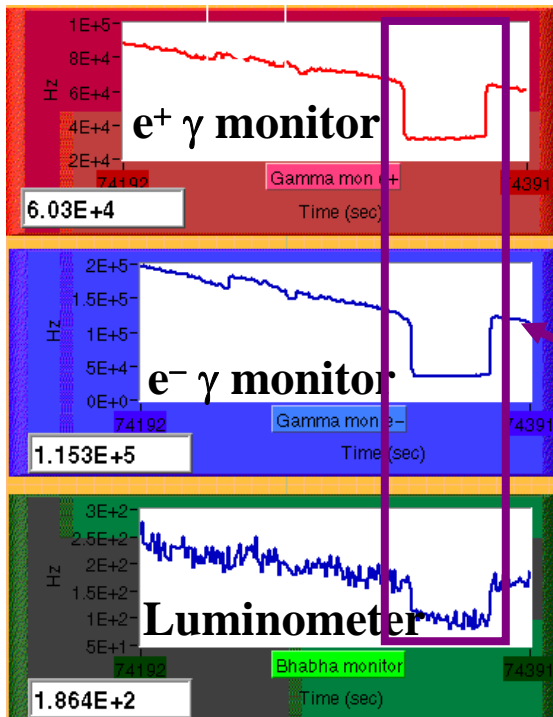 1E+5
8E+4
6E+4
4E+4
2E+4
Hz
e+ γ monitor
74192
Gamma mon e+
74391
6.03E+4
Time (sec)
2E+5
1.5E+5
1E+5
5E+4
0E+0
Hz
e− γ monitor
74192
Gamma mon e−
74391
Time (sec)
1.153E+5
3E+2
2.5E+2
2E+2
1.5E+2
1E+2
5E+1
Hz
Luminometer
74192
Bhabha monitor
74391
1.864E+2
Time (sec)